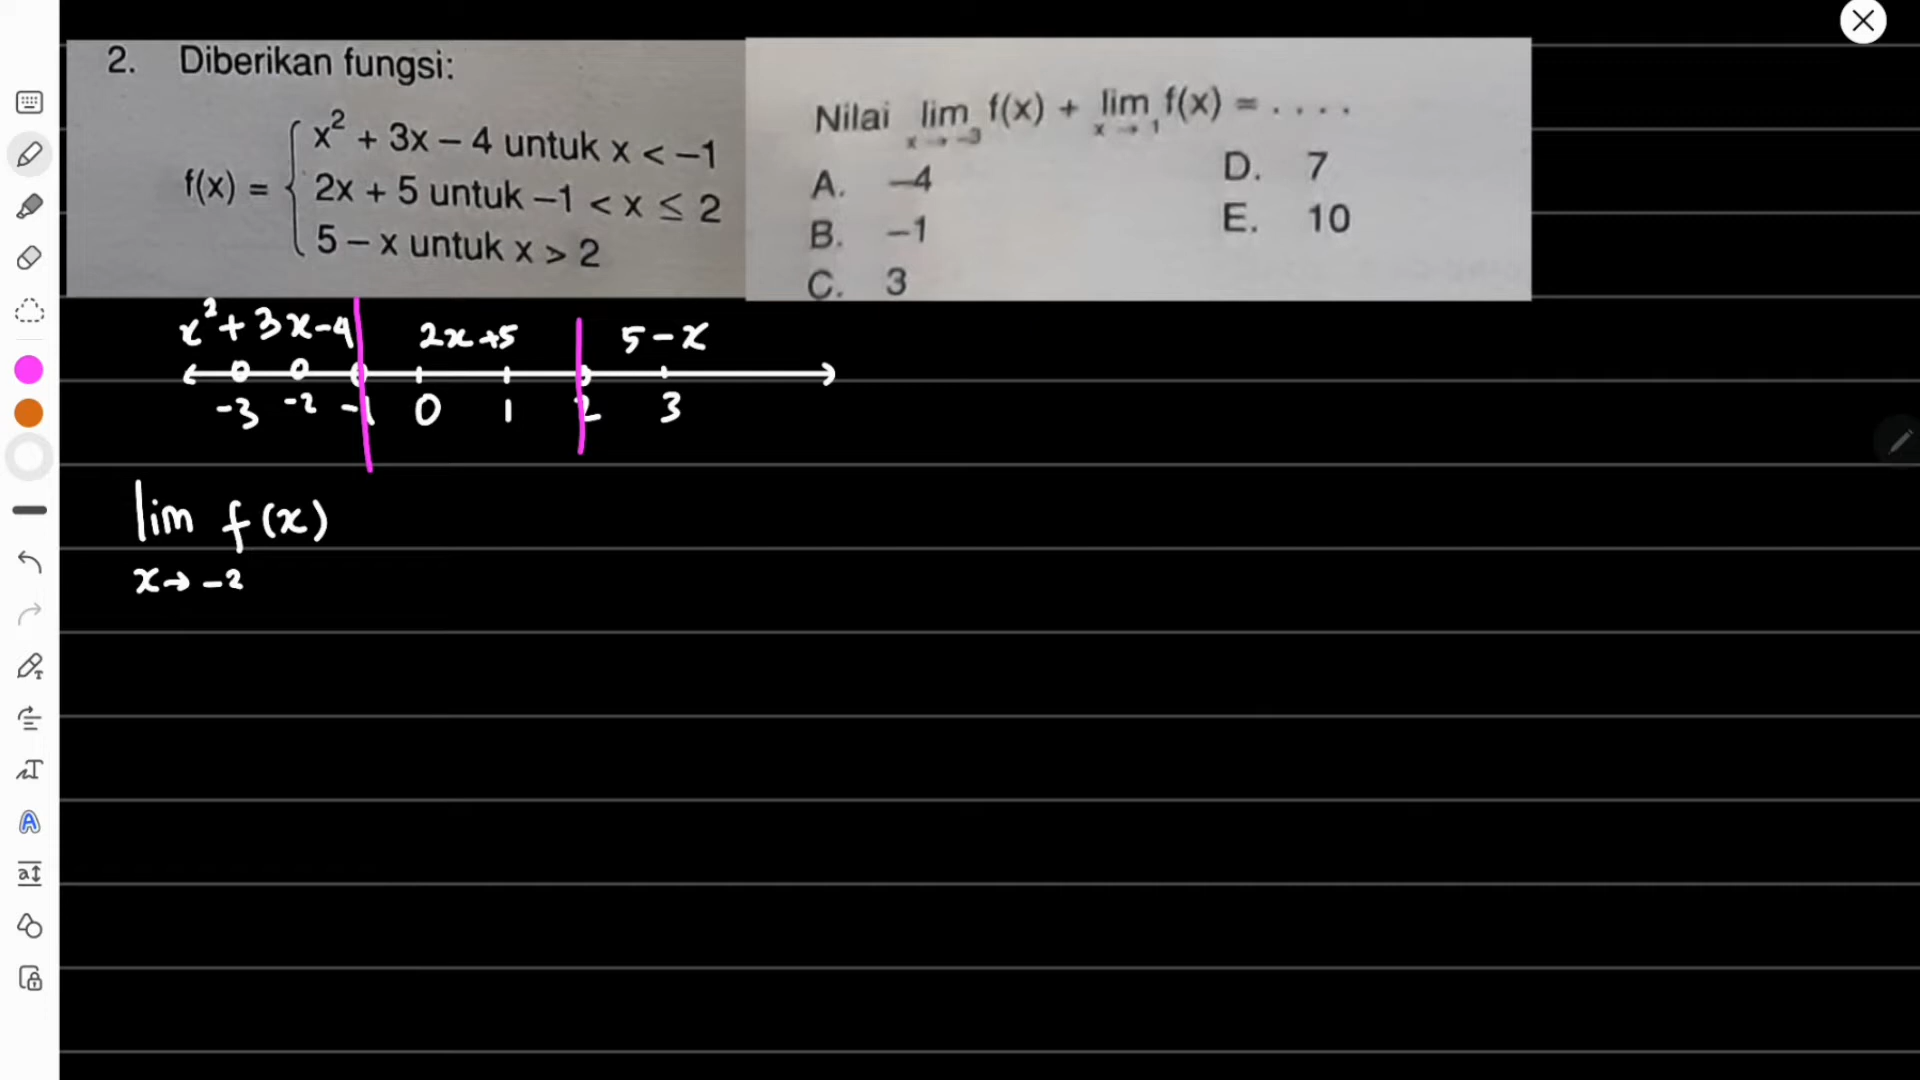 2. Diberikan fungsi:
f(x) = { x² + 3x – 4 untuk x < –1
2x + 5 untuk –1 < x ≤ 2
5 – x untuk x > 2
Nilai lim x → –3 f(x) + lim x → 1 f(x) = . . . .
A. –4
B. –1
C. 3
D. 7
E. 10
x² + 3x – 4 2x + 5 5 – x
-3 -2 -1 0 1 2 3
lim f(x)
x → -2